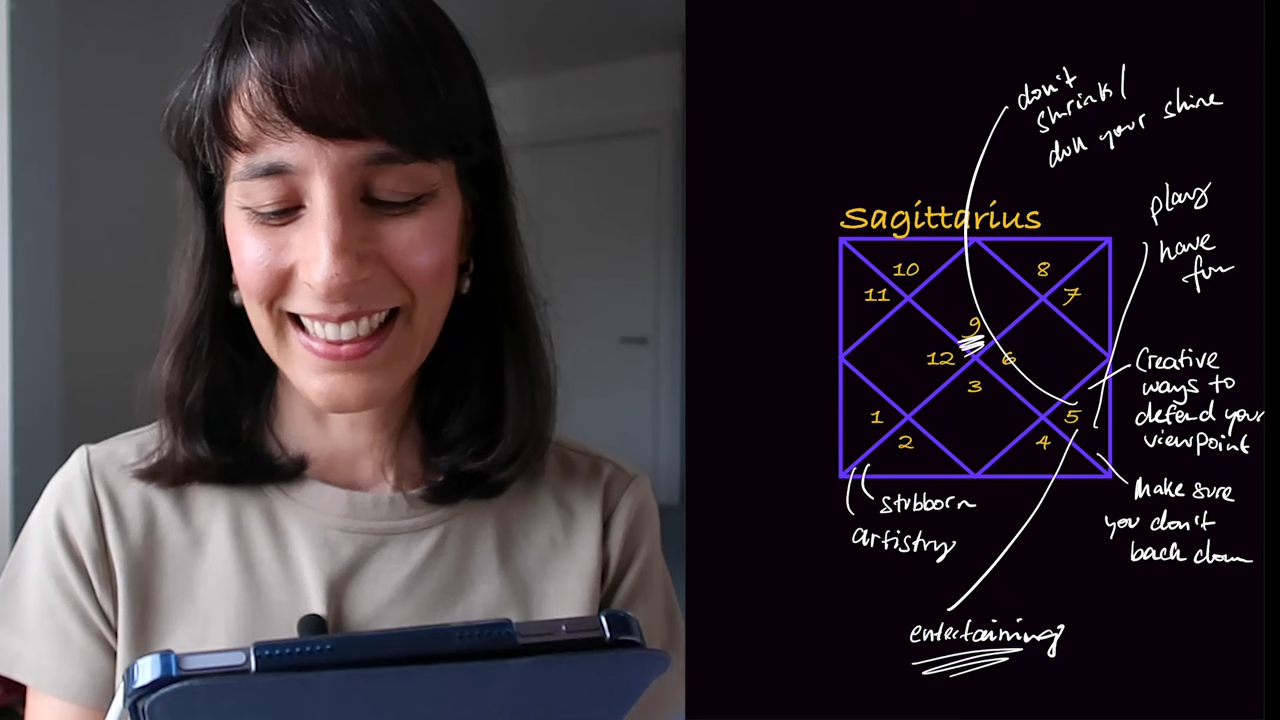 don't
shrink/
dull your shine
play
have
fun
Sagittarius
10
8
11
7
9
12
6
3
1
5
2
4
Creative
ways to
defend your
viewpoint
stubborn
artistry
Make sure
you don't
back down
entertaining